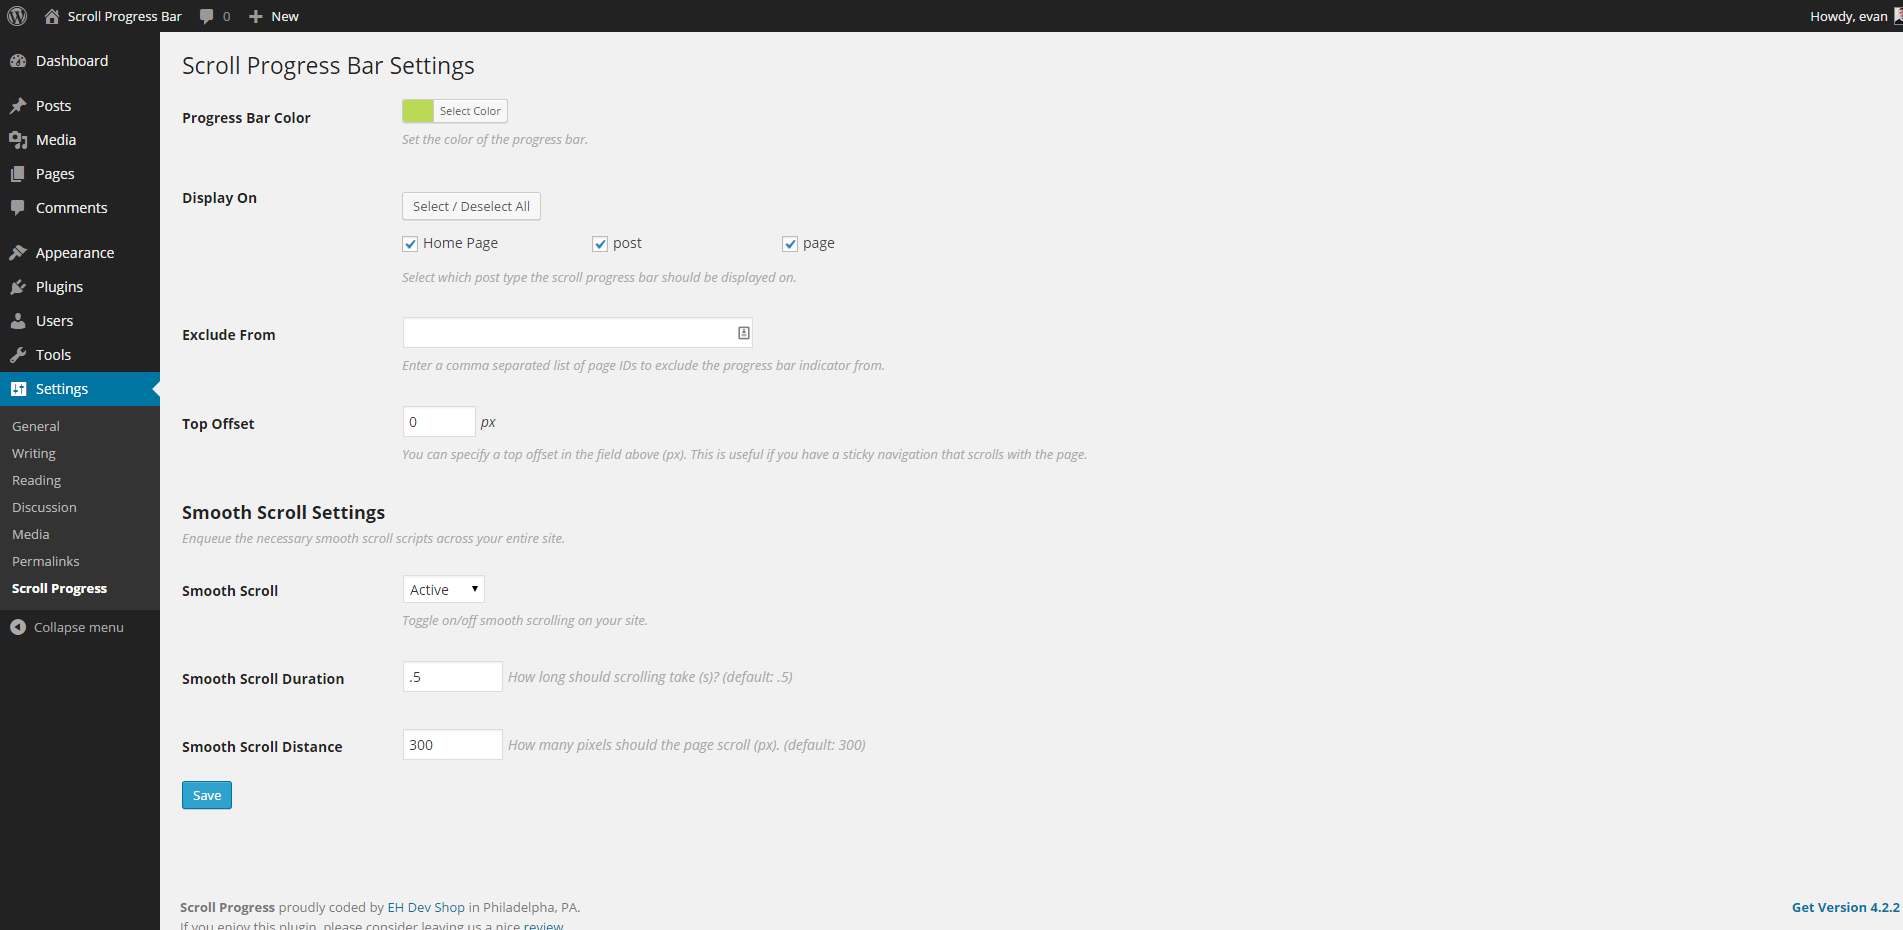 Scroll Progress Bar 0 New Howdy, evan
Dashboard
Posts
Media
Pages
Comments
Appearance
Plugins
Users
Tools
Settings
General
Writing
Reading
Discussion
Media
Permalinks
Scroll Progress
Collapse menu
Scroll Progress Bar Settings
Progress Bar Color Select Color
Set the color of the progress bar.
Display On Select / Deselect All
Home Page post page
Select which post type the scroll progress bar should be displayed on.
Exclude From
Enter a comma separated list of page IDs to exclude the progress bar indicator from.
Top Offset 0 px
You can specify a top offset in the field above (px). This is useful if you have a sticky navigation that scrolls with the page.
Smooth Scroll Settings
Enqueue the necessary smooth scroll scripts across your entire site.
Smooth Scroll Active
Toggle on/off smooth scrolling on your site.
Smooth Scroll Duration .5 How long should scrolling take (s)? (default: .5)
Smooth Scroll Distance 300 How many pixels should the page scroll (px). (default: 300)
Save
Scroll Progress proudly coded by EH Dev Shop in Philadelpha, PA. Get Version 4.2.2
If you enjoy this plugin, please consider leaving us a nice review